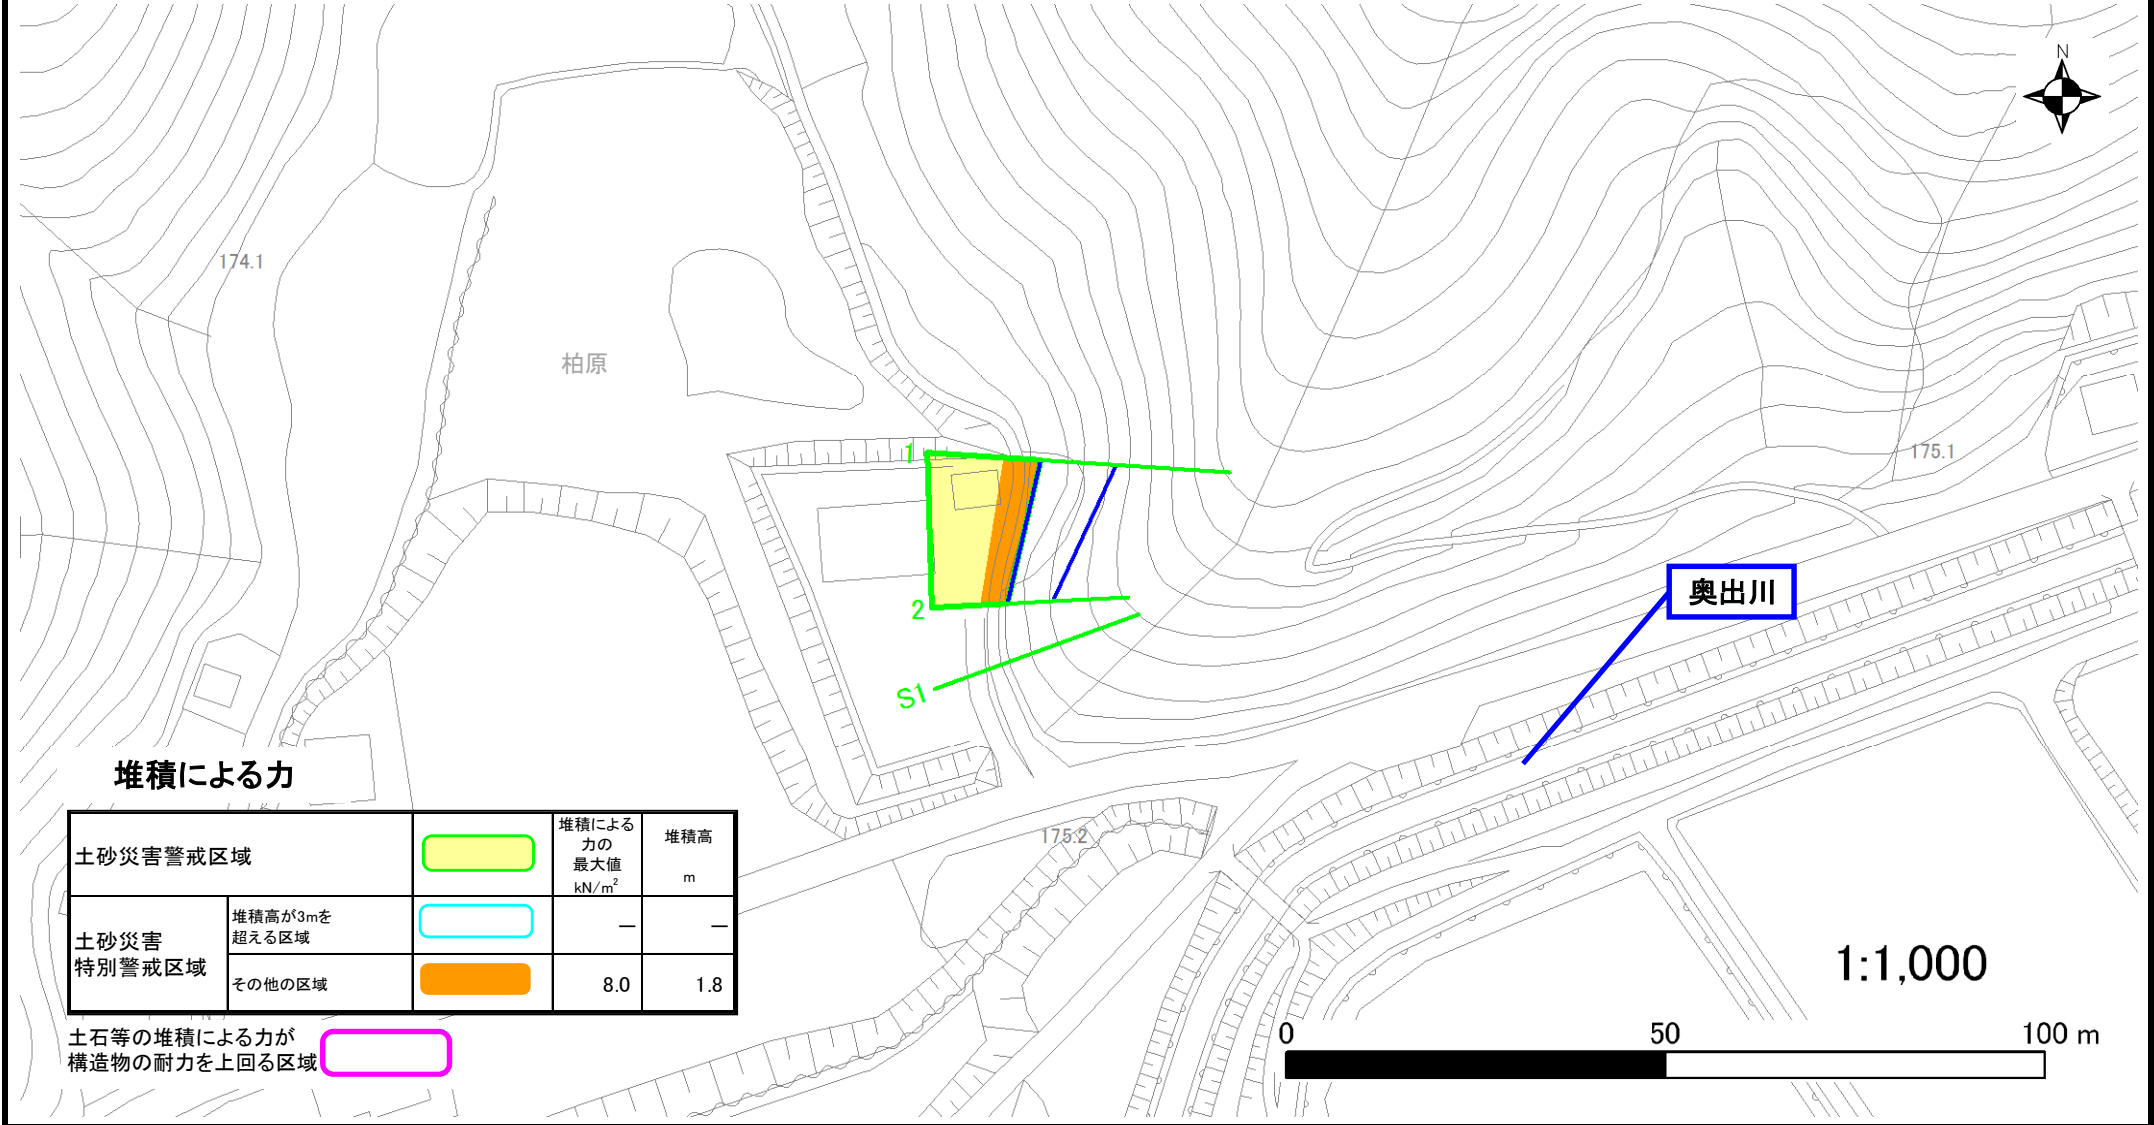 N
174.1
柏原
175.1
1
2
S1
奥出川
175.2
堆積による力
土砂災害警戒区域
堆積による
力の
最大値
kN/m²
堆積高
m
土砂災害
特別警戒区域
堆積高が3mを
超える区域
—
—
その他の区域
8.0
1.8
土石等の堆積による力が
構造物の耐力を上回る区域
1:1,000
0
50
100 m